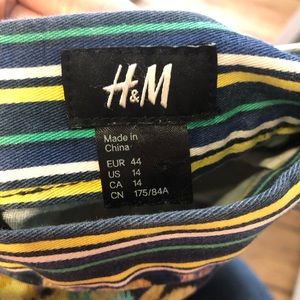 H&M
Made in
China
EUR 44
US 14
CA 14
CN 175/84A